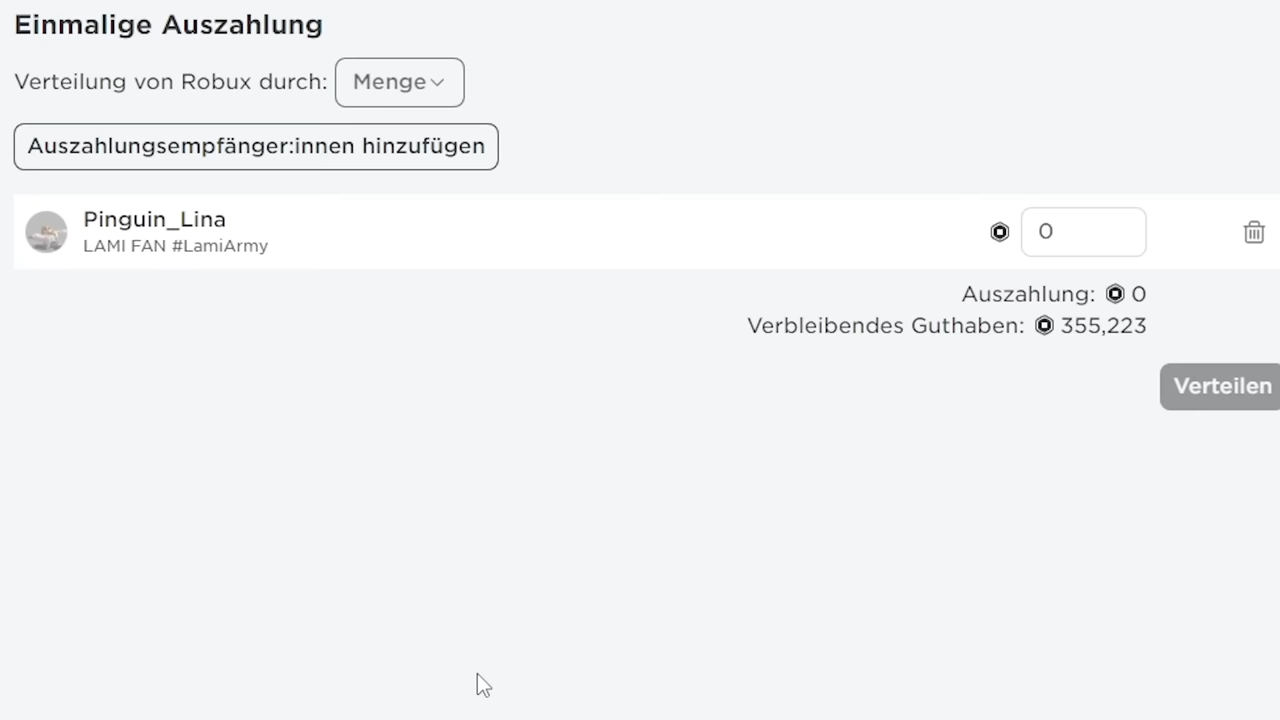 Einmalige Auszahlung
Verteilung von Robux durch: Menge
Auszahlungsempfänger:innen hinzufügen
Pinguin_Lina
LAMI FAN #LamiArmy
0
Auszahlung: 0
Verbleibendes Guthaben: 355,223
Verteilen